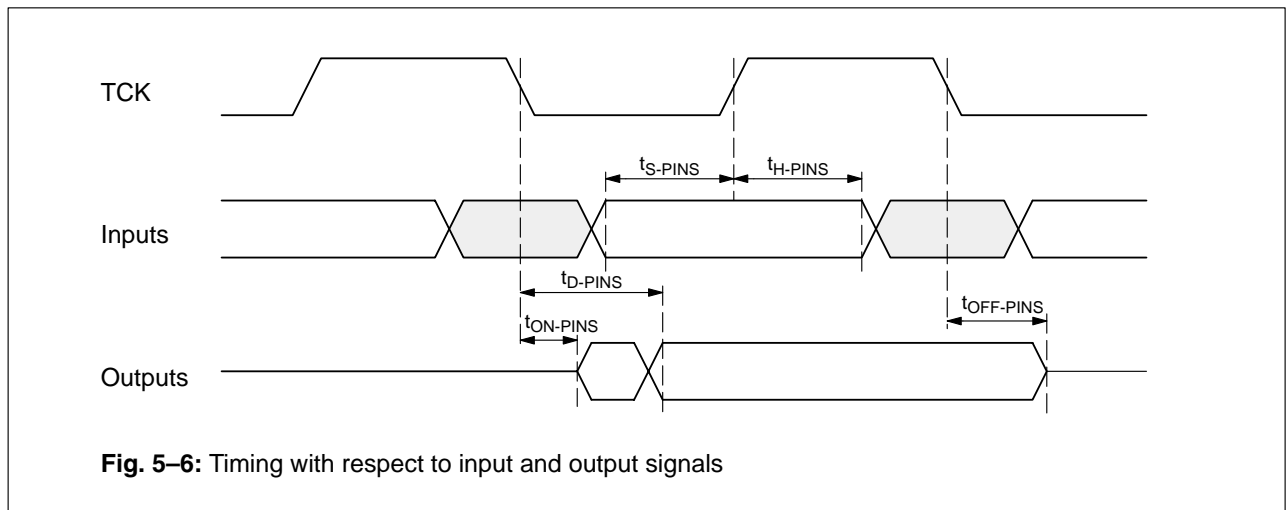 TCK
tS-PINS
tH-PINS
Inputs
tD-PINS
tON-PINS
tOFF-PINS
Outputs
Fig. 5–6: Timing with respect to input and output signals